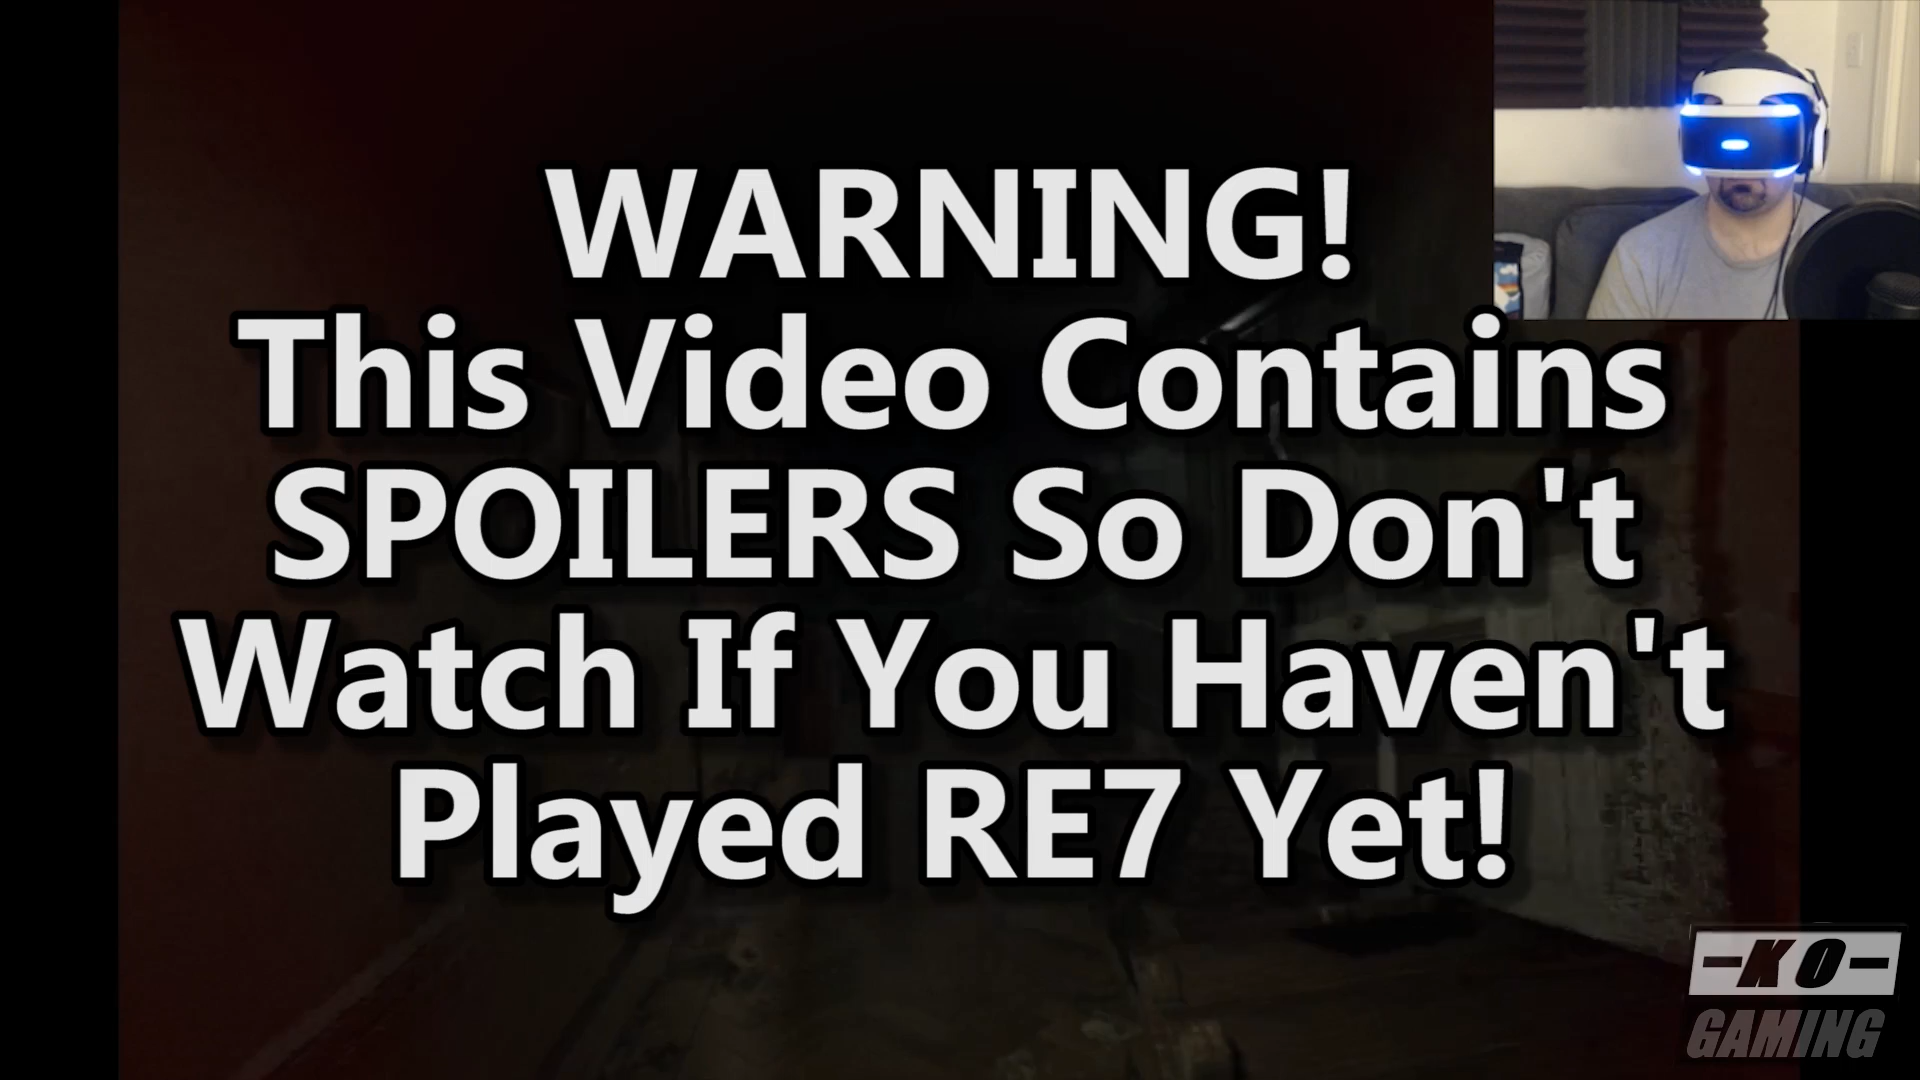 WARNING!
This Video Contains
SPOILERS So Don't
Watch If You Haven't
Played RE7 Yet!
-KO-
GAMING